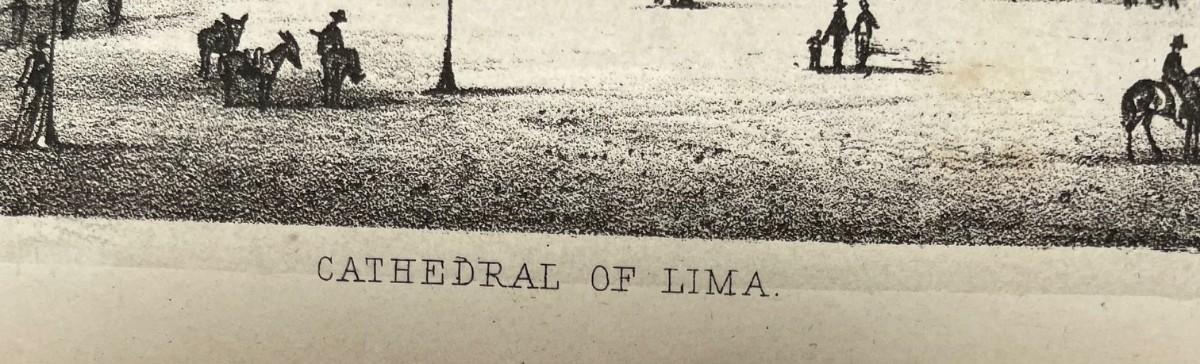 CATHEDRAL OF LIMA.